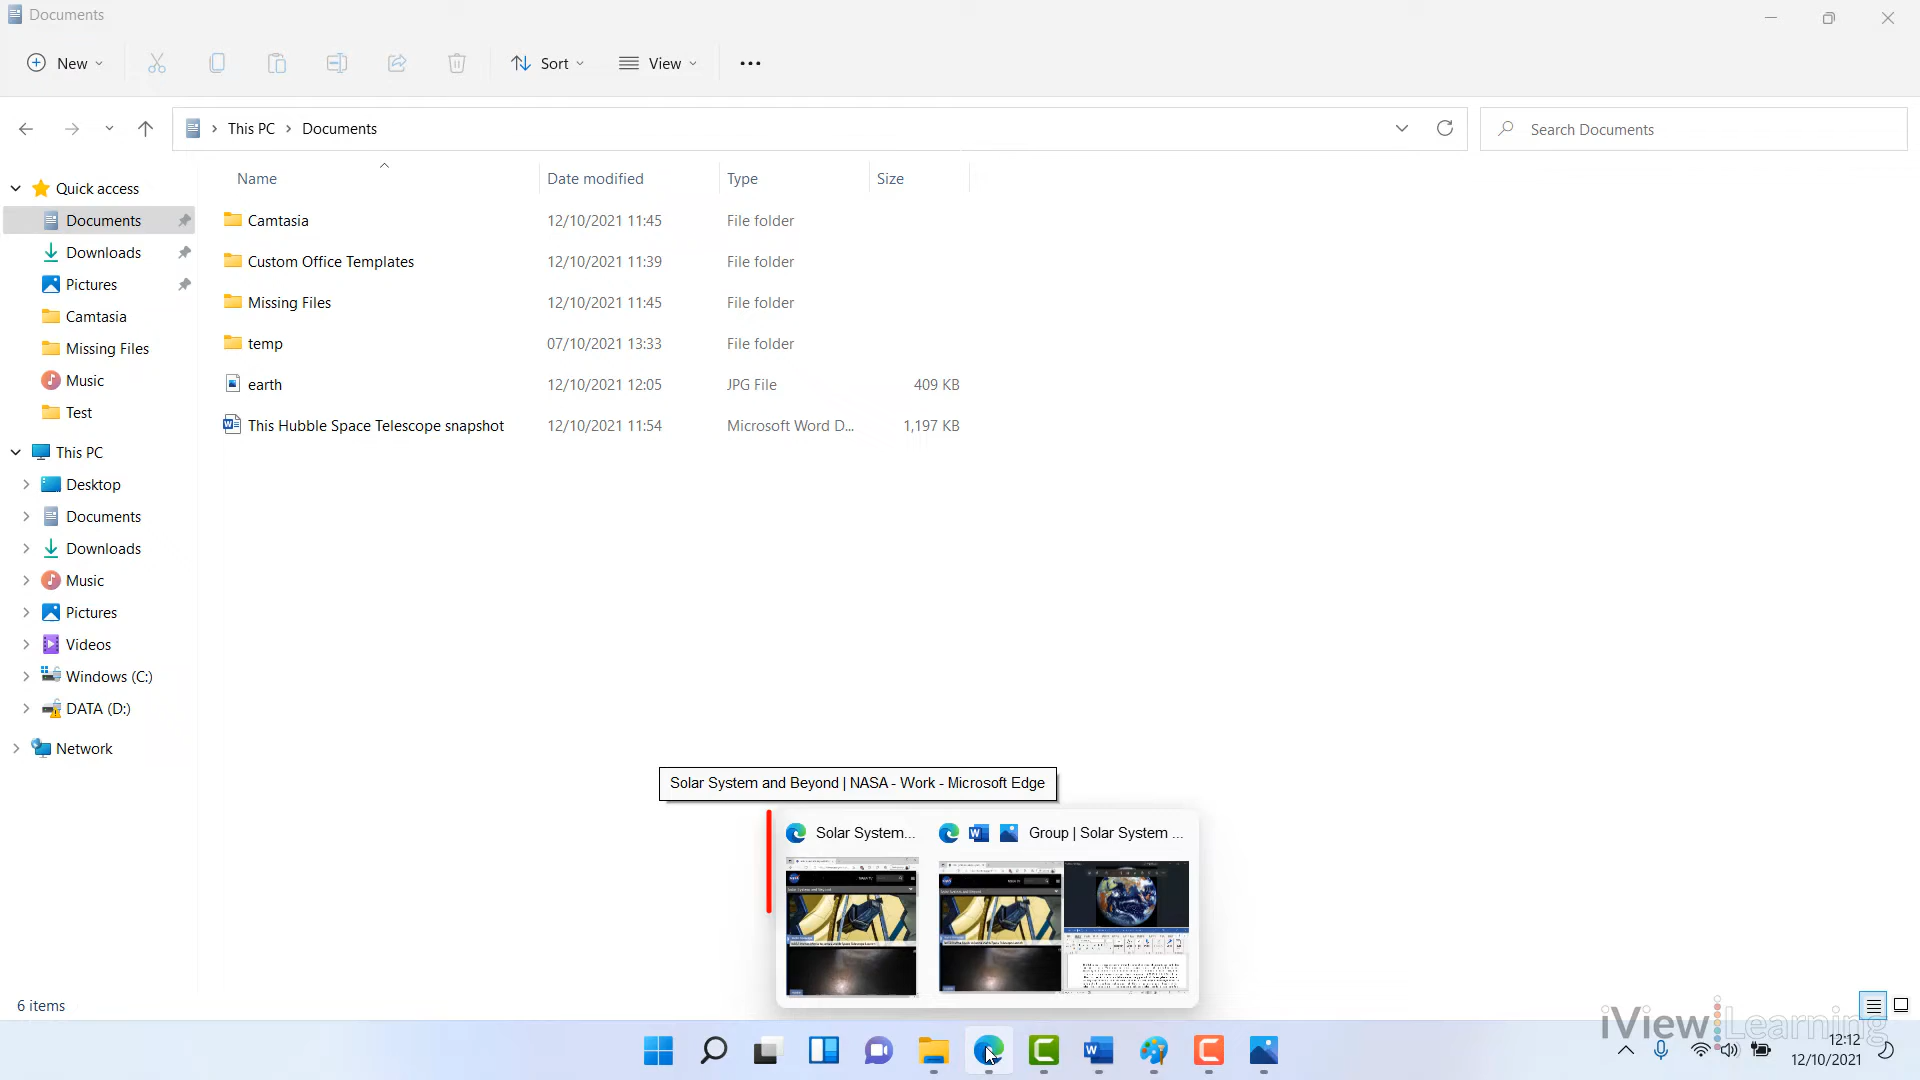 Documents
New
Sort
View
This PC
Documents
Search Documents
Name
Date modified
Type
Size
Quick access
Documents
Downloads
Pictures
Camtasia
Missing Files
Music
Test
This PC
Desktop
Documents
Downloads
Music
Pictures
Videos
Windows (C:)
DATA (D:)
Network
Camtasia 12/10/2021 11:45 File folder
Custom Office Templates 12/10/2021 11:39 File folder
Missing Files 12/10/2021 11:45 File folder
temp 07/10/2021 13:33 File folder
earth 12/10/2021 12:05 JPG File 409 KB
This Hubble Space Telescope snapshot 12/10/2021 11:54 Microsoft Word D... 1,197 KB
Solar System and Beyond | NASA - Work - Microsoft Edge
Solar System...
Group | Solar System ...
6 items
iView Learning
12:12
12/10/2021